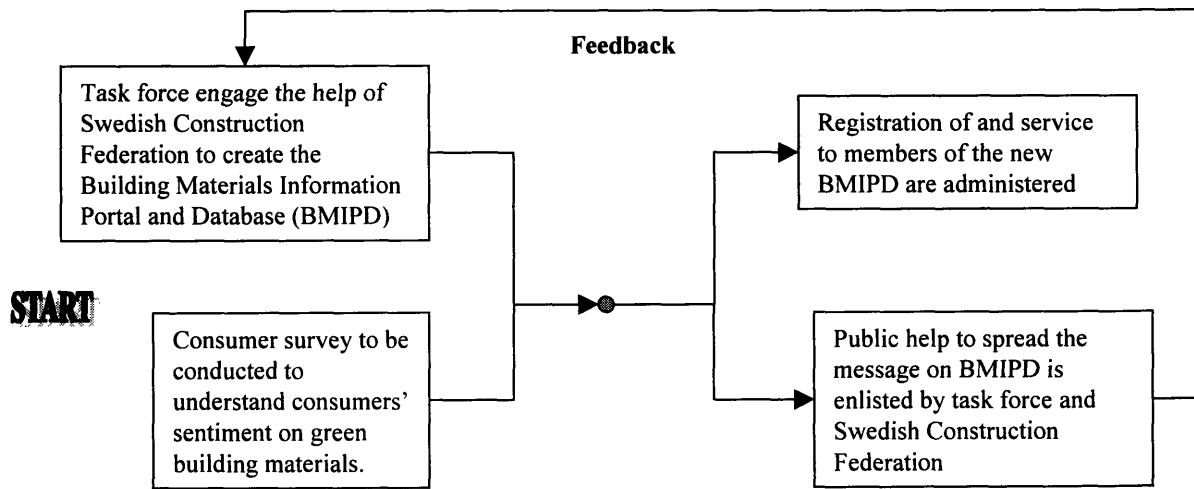 Feedback
Task force engage the help of
Swedish Construction
Federation to create the
Building Materials Information
Portal and Database (BMIPD)
Registration of and service
to members of the new
BMIPD are administered
START
Consumer survey to be
conducted to
understand consumers’
sentiment on green
building materials.
Public help to spread the
message on BMIPD is
enlisted by task force and
Swedish Construction
Federation